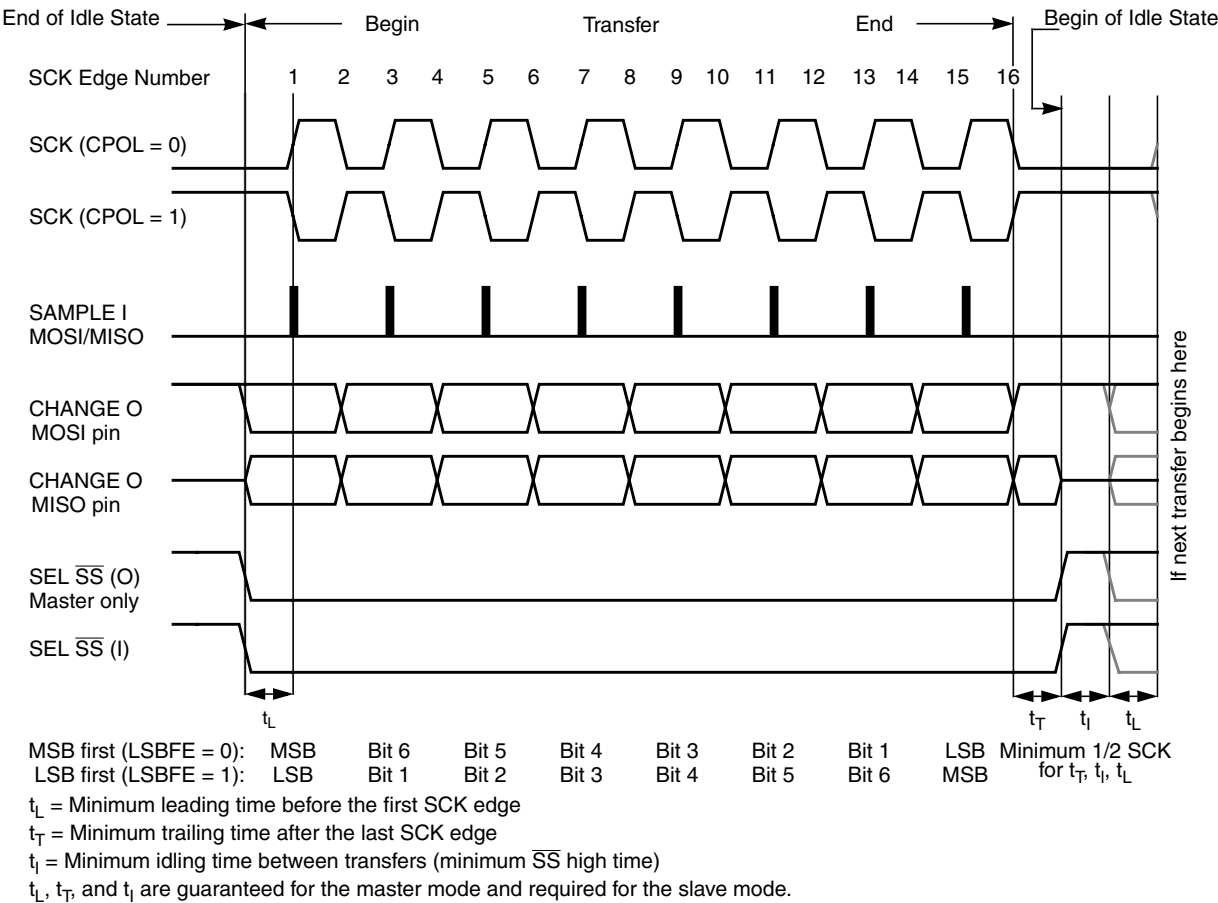 End of Idle State
Begin
Transfer
End
Begin of Idle State
SCK Edge Number
1 2 3 4 5 6 7 8 9 10 11 12 13 14 15 16
SCK (CPOL = 0)
SCK (CPOL = 1)
SAMPLE I
MOSI/MISO
CHANGE O
MOSI pin
CHANGE O
MISO pin
SEL S̅S̅ (O)
Master only
SEL S̅S̅ (I)
If next transfer begins here
tL
tT
tI
tL
MSB first (LSBFE = 0): MSB Bit 6 Bit 5 Bit 4 Bit 3 Bit 2 Bit 1 LSB
LSB first (LSBFE = 1): LSB Bit 1 Bit 2 Bit 3 Bit 4 Bit 5 Bit 6 MSB
Minimum 1/2 SCK
for tT, tI, tL
tL = Minimum leading time before the first SCK edge
tT = Minimum trailing time after the last SCK edge
tI = Minimum idling time between transfers (minimum S̅S̅ high time)
tL, tT, and tI are guaranteed for the master mode and required for the slave mode.